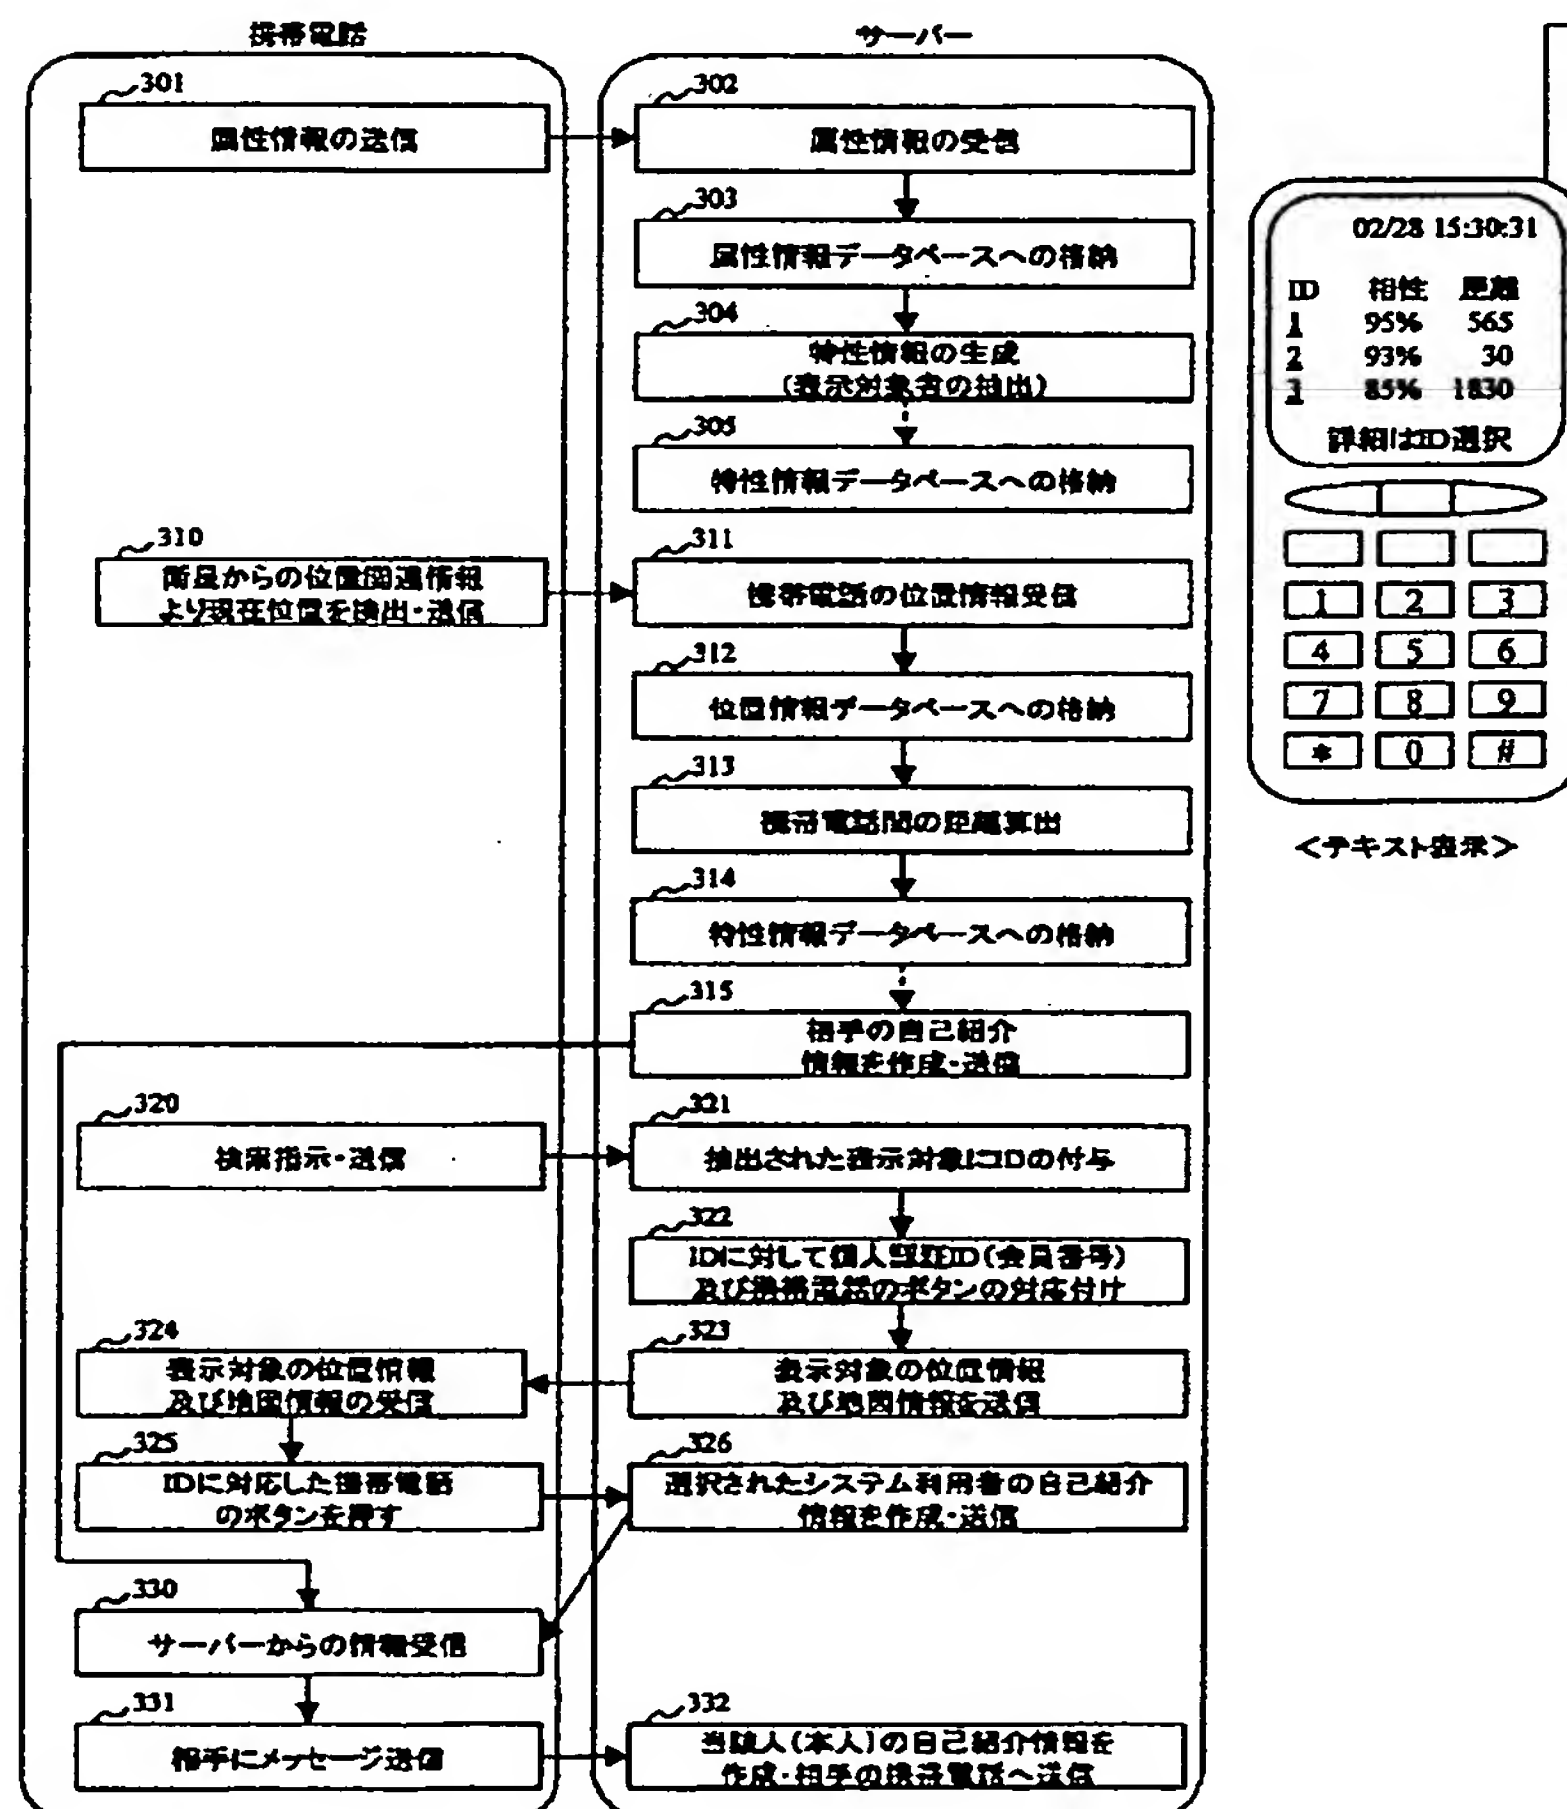 携帯電話
サーバー
301
属性情報の送信
302
属性情報の受信
303
属性情報データベースへの格納
304
特性情報の生成
(表示対象者の抽出)
305
特性情報データベースへの格納
310
衛星からの位置関連情報
より現在位置を検出・送信
311
携帯電話の位置情報受信
312
位置情報データベースへの格納
313
携帯電話間の距離算出
314
特性情報データベースへの格納
315
相手の自己紹介
情報を作成・送信
320
検索指示・送信
321
抽出された表示対象にIDの付与
322
IDに対して個人認証ID(会員番号)
及び携帯電話のボタンの対応付け
323
表示対象の位置情報
及び地図情報を送信
324
表示対象の位置情報
及び地図情報の受信
325
IDに対応した携帯電話
のボタンを押す
326
選択されたシステム利用者の自己紹介
情報を作成・送信
330
サーバーからの情報受信
331
相手にメッセージ送信
332
当該人(本人)の自己紹介情報を
作成・相手の携帯電話へ送信
02/28 15:30:31
ID 相性 距離
1 95% 565
2 93% 30
3 85% 1830
詳細はID選択
1 2 3
4 5 6
7 8 9
* 0 #
<テキスト表示>